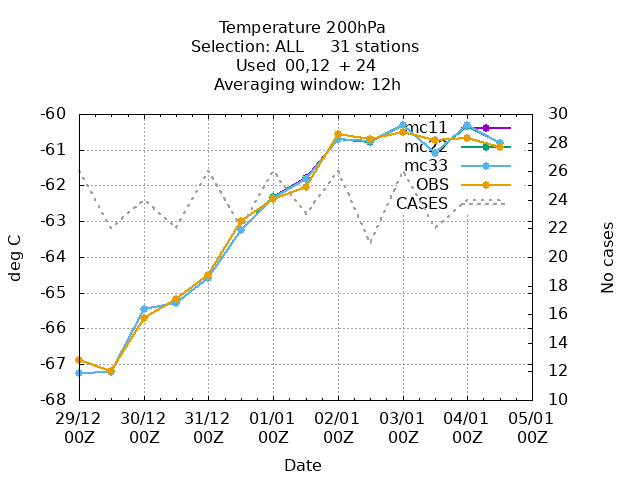 Temperature 200hPa
Selection: ALL 31 stations
Used 00,12 + 24
Averaging window: 12h
-60
-61
-62
-63
-64
-65
-66
-67
-68
30
28
26
24
22
20
18
16
14
12
10
deg C
No cases
mc11
mc22
mc33
OBS
CASES
29/12 30/12 31/12 01/01 02/01 03/01 04/01 05/01
00Z 00Z 00Z 00Z 00Z 00Z 00Z 00Z
Date